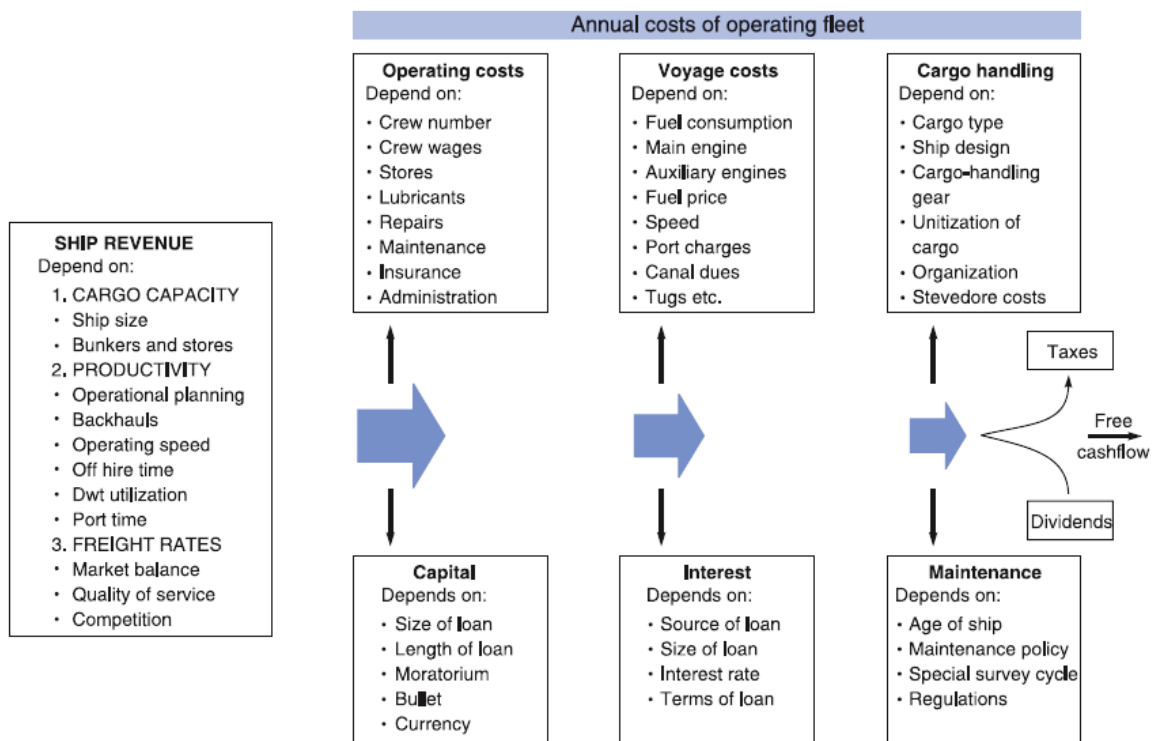 Annual costs of operating fleet
SHIP REVENUE
Depend on:
1. CARGO CAPACITY
• Ship size
• Bunkers and stores
2. PRODUCTIVITY
• Operational planning
• Backhauls
• Operating speed
• Off hire time
• Dwt utilization
• Port time
3. FREIGHT RATES
• Market balance
• Quality of service
• Competition
Operating costs
Depend on:
• Crew number
• Crew wages
• Stores
• Lubricants
• Repairs
• Maintenance
• Insurance
• Administration
Voyage costs
Depend on:
• Fuel consumption
• Main engine
• Auxiliary engines
• Fuel price
• Speed
• Port charges
• Canal dues
• Tugs etc.
Cargo handling
Depend on:
• Cargo type
• Ship design
• Cargo-handling
gear
• Unitization of
cargo
• Organization
• Stevedore costs
Taxes
Free
cashflow
Dividends
Capital
Depends on:
• Size of loan
• Length of loan
• Moratorium
• Bullet
• Currency
Interest
Depends on:
• Source of loan
• Size of loan
• Interest rate
• Terms of loan
Maintenance
Depends on:
• Age of ship
• Maintenance policy
• Special survey cycle
• Regulations